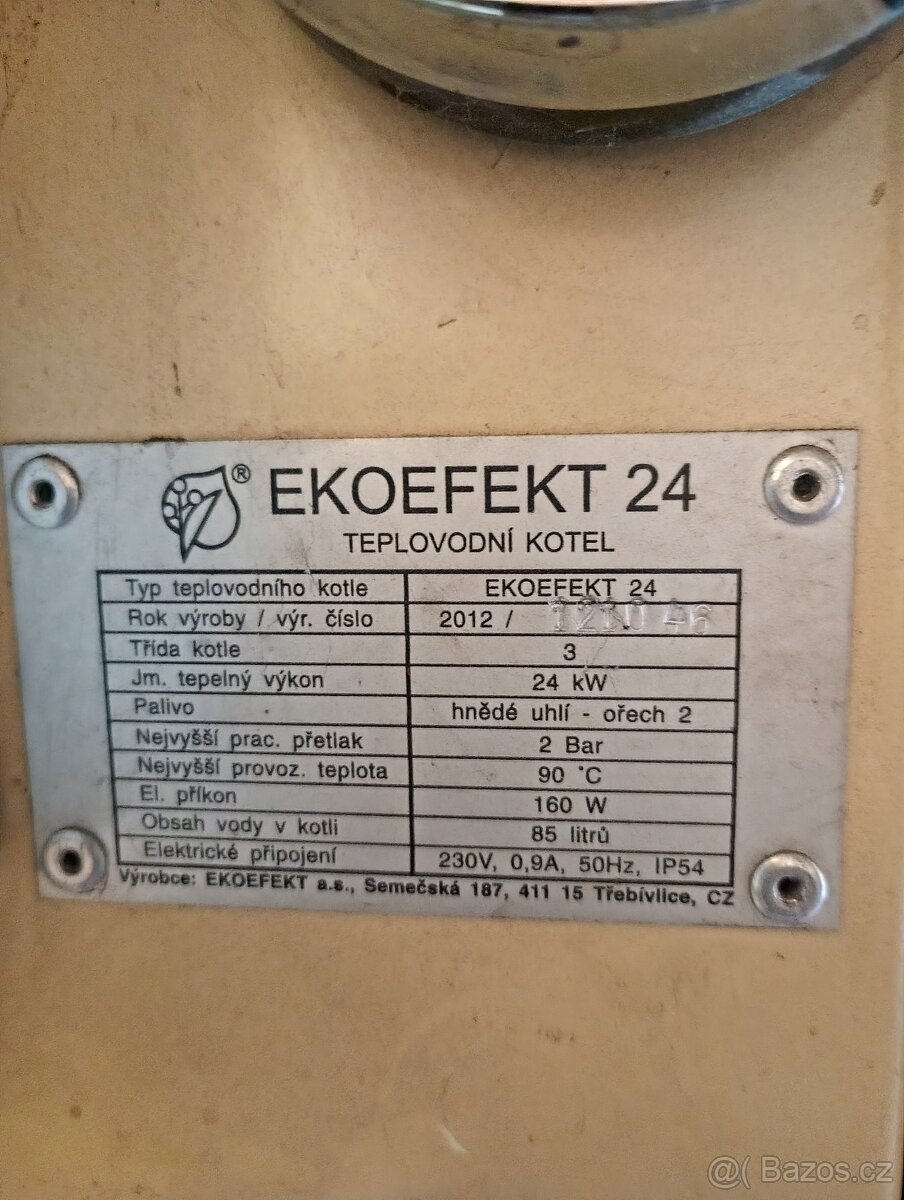 ® EKOEFEKT 24
TEPLOVODNÍ KOTEL
Typ teplovodního kotle EKOEFEKT 24
Rok výroby / výr. číslo 2012 / 121046
Třída kotle 3
Jm. tepelný výkon 24 kW
Palivo hnědé uhlí - ořech 2
Nejvyšší prac. přetlak 2 Bar
Nejvyšší provoz. teplota 90 °C
El. příkon 160 W
Obsah vody v kotli 85 litrů
Elektrické připojení 230V, 0,9A, 50Hz, IP54
Výrobce: EKOEFEKT a.s., Semečská 187, 411 15 Třebívlice, CZ
@( Bazos.cz